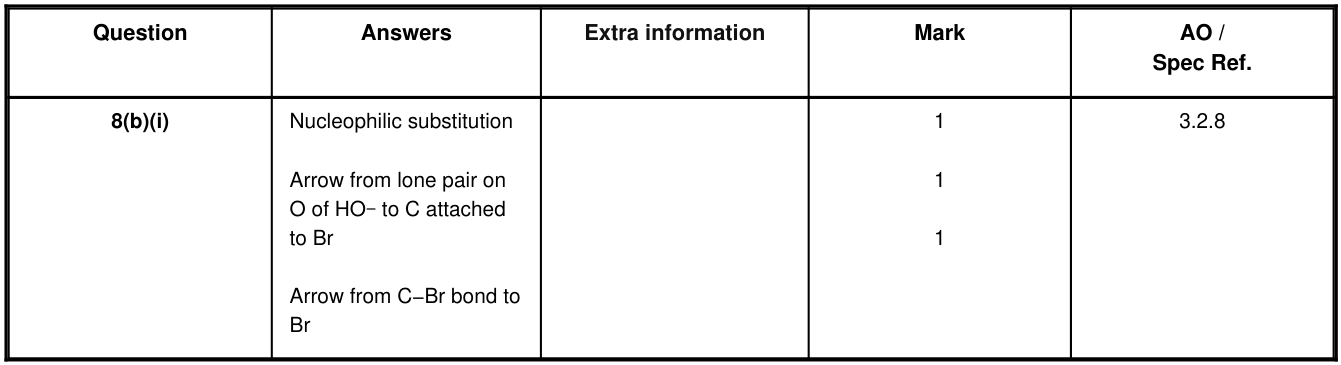 Question Answers Extra information Mark AO /
Spec Ref.
8(b)(i) Nucleophilic substitution 1 3.2.8
Arrow from lone pair on 1
O of HO– to C attached
to Br 1
Arrow from C–Br bond to
Br